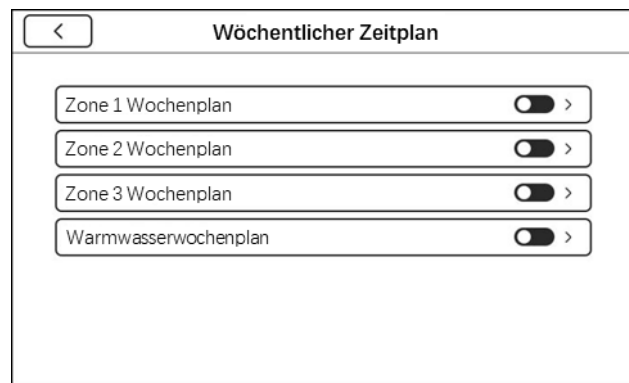 Wöchentlicher Zeitplan
Zone 1 Wochenplan
Zone 2 Wochenplan
Zone 3 Wochenplan
Warmwasserwochenplan